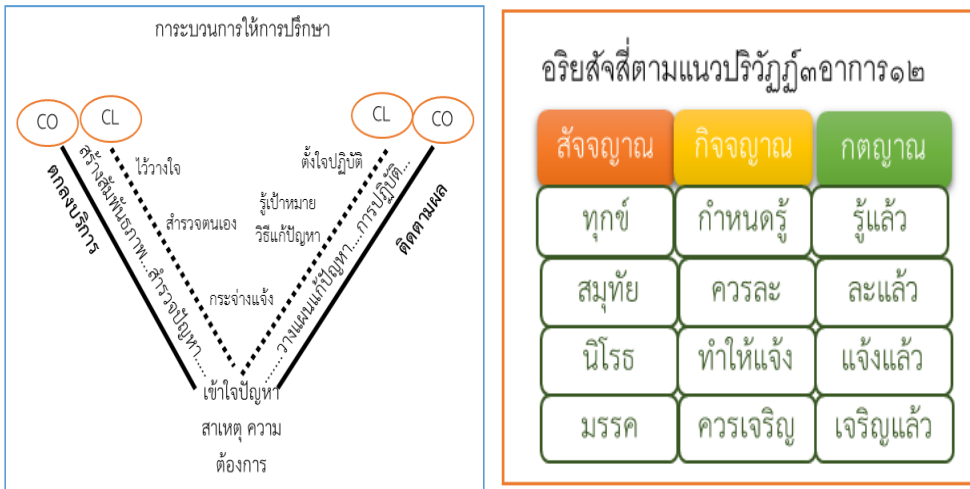 การะบวนการให้การปรึกษา
CO
CL
CL
CO
ตกลงบริการ
สร้างสัมพันธภาพ...สำรวจปัญหา......
ไว้วางใจ
สำรวจตนเอง
กระจ่างแจ้ง
ตั้งใจปฏิบัติ
รู้เป้าหมาย
วิธีแก้ปัญหา
......วางแผนแก้ปัญหา....การปฏิบัติ...
ติดตามผล
เข้าใจปัญหา
สาเหตุ ความ
ต้องการ
อริยสัจสี่ตามแนวปริวัฏฏ์๓อาการ๑๒
สัจจญาณ กิจจญาณ กตญาณ
ทุกข์ กำหนดรู้ รู้แล้ว
สมุทัย ควรละ ละแล้ว
นิโรธ ทำให้แจ้ง แจ้งแล้ว
มรรค ควรเจริญ เจริญแล้ว